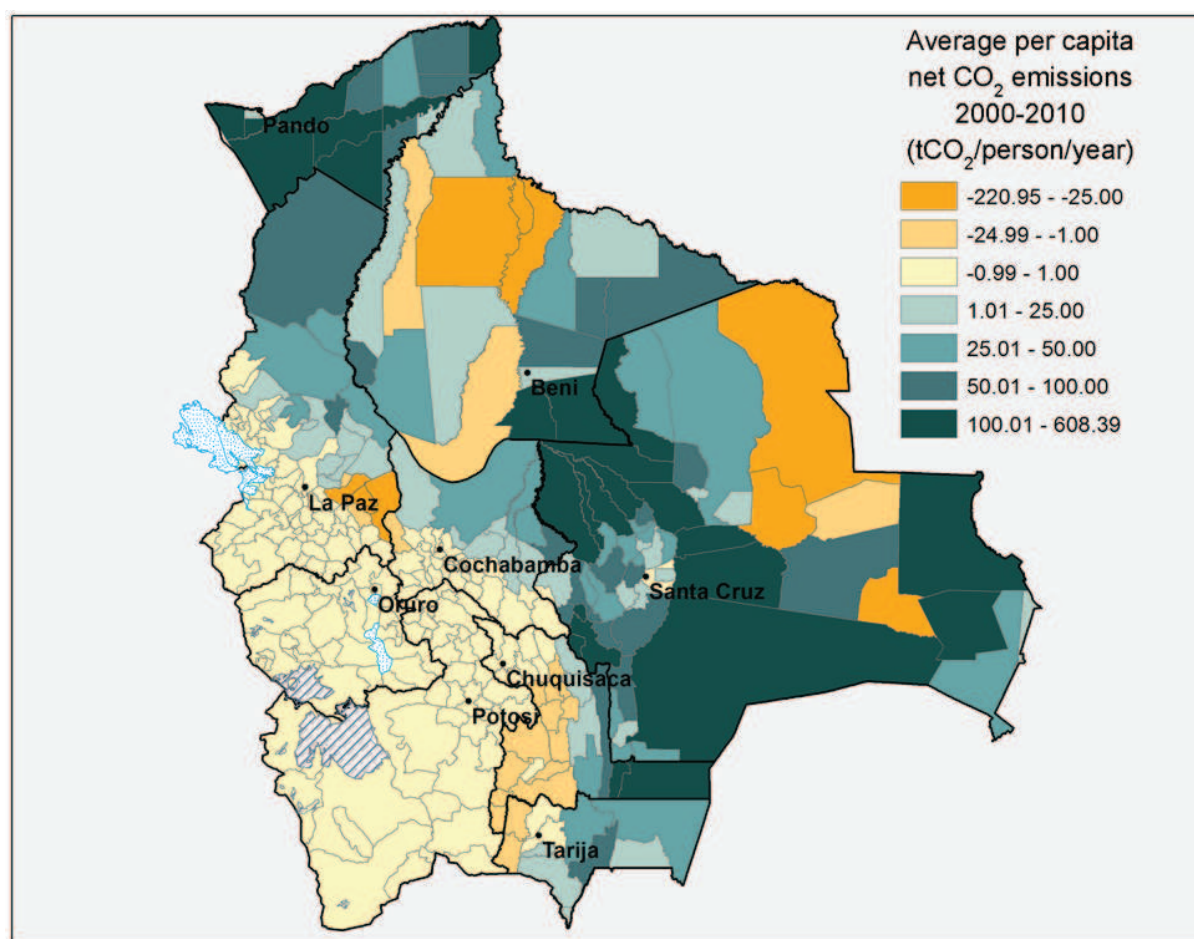 Average per capita
net CO₂ emissions
2000-2010
(tCO₂/person/year)
-220.95 - -25.00
-24.99 - -1.00
-0.99 - 1.00
1.01 - 25.00
25.01 - 50.00
50.01 - 100.00
100.01 - 608.39
Pando
Beni
La Paz
Cochabamba
Santa Cruz
Oruro
Chuquisaca
Potosi
Tarija